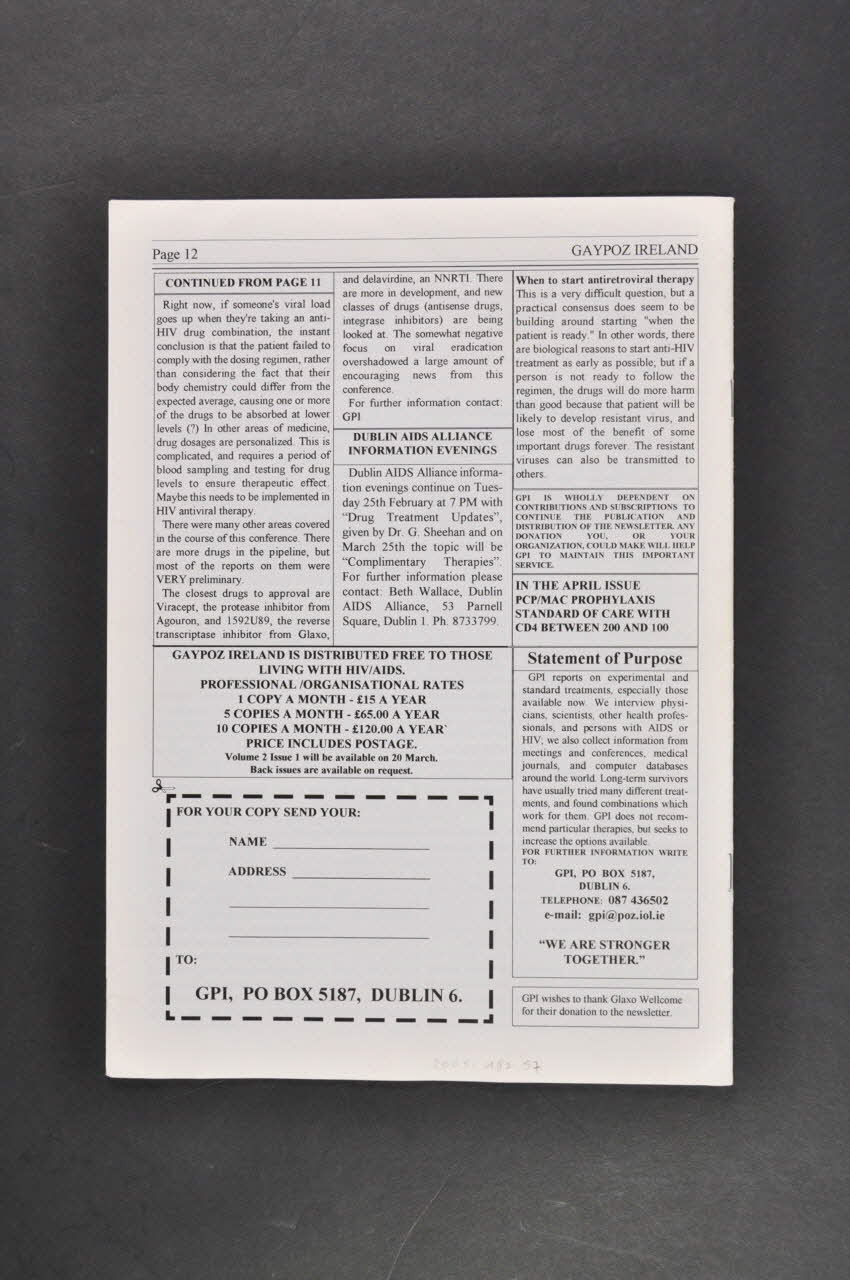 Page 12
GAYPOZ IRELAND
CONTINUED FROM PAGE 11
Right now, if someone's viral load
goes up when they're taking an anti-
HIV drug combination, the instant
conclusion is that the patient failed to
comply with the dosing regimen, rather
than considering the fact that their
body chemistry could differ from the
expected average, causing one or more
of the drugs to be absorbed at lower
levels (?) In other areas of medicine,
drug dosages are personalized. This is
complicated, and requires a period of
blood sampling and testing for drug
levels to ensure therapeutic effect.
Maybe this needs to be implemented in
HIV antiviral therapy.
There were many other areas covered
in the course of this conference. There
are more drugs in the pipeline, but
most of the reports on them were
VERY preliminary.
The closest drugs to approval are
Viracept, the protease inhibitor from
Agouron, and 1592U89, the reverse
transcriptase inhibitor from Glaxo,
and delavirdine, an NNRTI. There
are more in development, and new
classes of drugs (antisense drugs,
integrase inhibitors) are being
looked at. The somewhat negative
focus on viral eradication
overshadowed a large amount of
encouraging news from this
conference.
For further information contact:
GPI
DUBLIN AIDS ALLIANCE
INFORMATION EVENINGS
Dublin AIDS Alliance informa-
tion evenings continue on Tues-
day 25th February at 7 PM with
“Drug Treatment Updates”,
given by Dr. G. Sheehan and on
March 25th the topic will be
“Complimentary Therapies”.
For further information please
contact: Beth Wallace, Dublin
AIDS Alliance, 53 Parnell
Square, Dublin 1. Ph. 8733799.
When to start antiretroviral therapy
This is a very difficult question, but a
practical consensus does seem to be
building around starting "when the
patient is ready." In other words, there
are biological reasons to start anti-HIV
treatment as early as possible; but if a
person is not ready to follow the
regimen, the drugs will do more harm
than good because that patient will be
likely to develop resistant virus, and
lose most of the benefit of some
important drugs forever. The resistant
viruses can also be transmitted to
others.
GPI IS WHOLLY DEPENDENT ON
CONTRIBUTIONS AND SUBSCRIPTIONS TO
CONTINUE THE PUBLICATION AND
DISTRIBUTION OF THE NEWSLETTER. ANY
DONATION YOU, OR YOUR
ORGANIZATION, COULD MAKE WILL HELP
GPI TO MAINTAIN THIS IMPORTANT
SERVICE.
IN THE APRIL ISSUE
PCP/MAC PROPHYLAXIS
STANDARD OF CARE WITH
CD4 BETWEEN 200 AND 100
GAYPOZ IRELAND IS DISTRIBUTED FREE TO THOSE
LIVING WITH HIV/AIDS.
PROFESSIONAL /ORGANISATIONAL RATES
1 COPY A MONTH - £15 A YEAR
5 COPIES A MONTH - £65.00 A YEAR
10 COPIES A MONTH - £120.00 A YEAR`
PRICE INCLUDES POSTAGE.
Volume 2 Issue 1 will be available on 20 March.
Back issues are available on request.
FOR YOUR COPY SEND YOUR:
NAME
ADDRESS
TO:
GPI, PO BOX 5187, DUBLIN 6.
Statement of Purpose
GPI reports on experimental and
standard treatments, especially those
available now. We interview physi-
cians, scientists, other health profes-
sionals, and persons with AIDS or
HIV; we also collect information from
meetings and conferences, medical
journals, and computer databases
around the world. Long-term survivors
have usually tried many different treat-
ments, and found combinations which
work for them. GPI does not recom-
mend particular therapies, but seeks to
increase the options available.
FOR FURTHER INFORMATION WRITE
TO:
GPI, PO BOX 5187,
DUBLIN 6.
TELEPHONE: 087 436502
e-mail: gpi@poz.iol.ie
“WE ARE STRONGER
TOGETHER.”
GPI wishes to thank Glaxo Wellcome
for their donation to the newsletter.
57